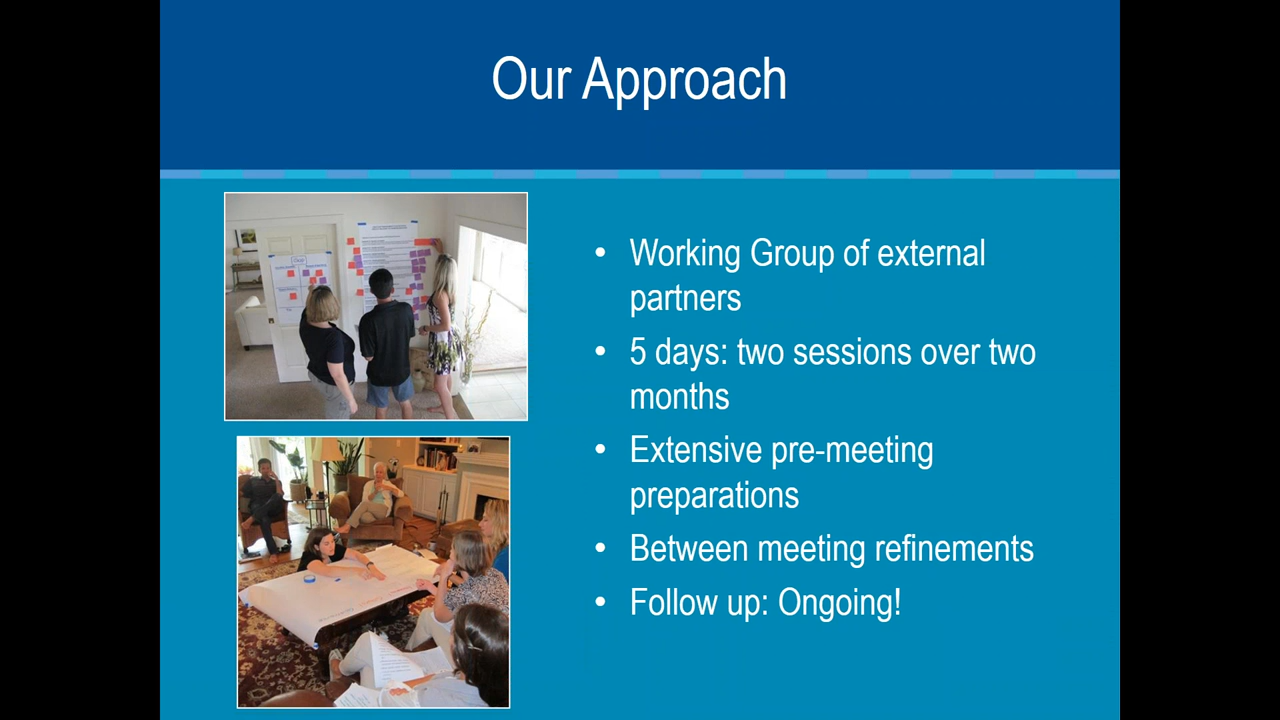 Our Approach
• Working Group of external
partners
• 5 days: two sessions over two
months
• Extensive pre-meeting
preparations
• Between meeting refinements
• Follow up: Ongoing!